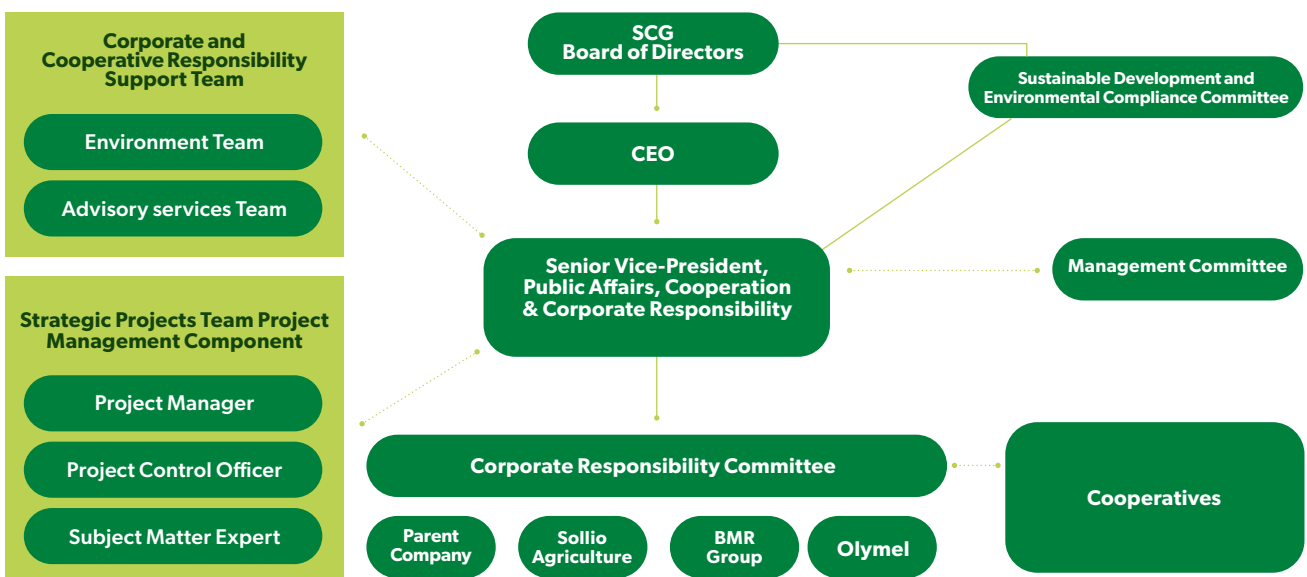 Corporate and
Cooperative Responsibility
Support Team
Environment Team
Advisory services Team
Strategic Projects Team Project
Management Component
Project Manager
Project Control Officer
Subject Matter Expert
SCG
Board of Directors
CEO
Senior Vice-President,
Public Affairs, Cooperation
& Corporate Responsibility
Sustainable Development and
Environmental Compliance Committee
Management Committee
Corporate Responsibility Committee
Cooperatives
Parent
Company
Sollio
Agriculture
BMR
Group
Olymel